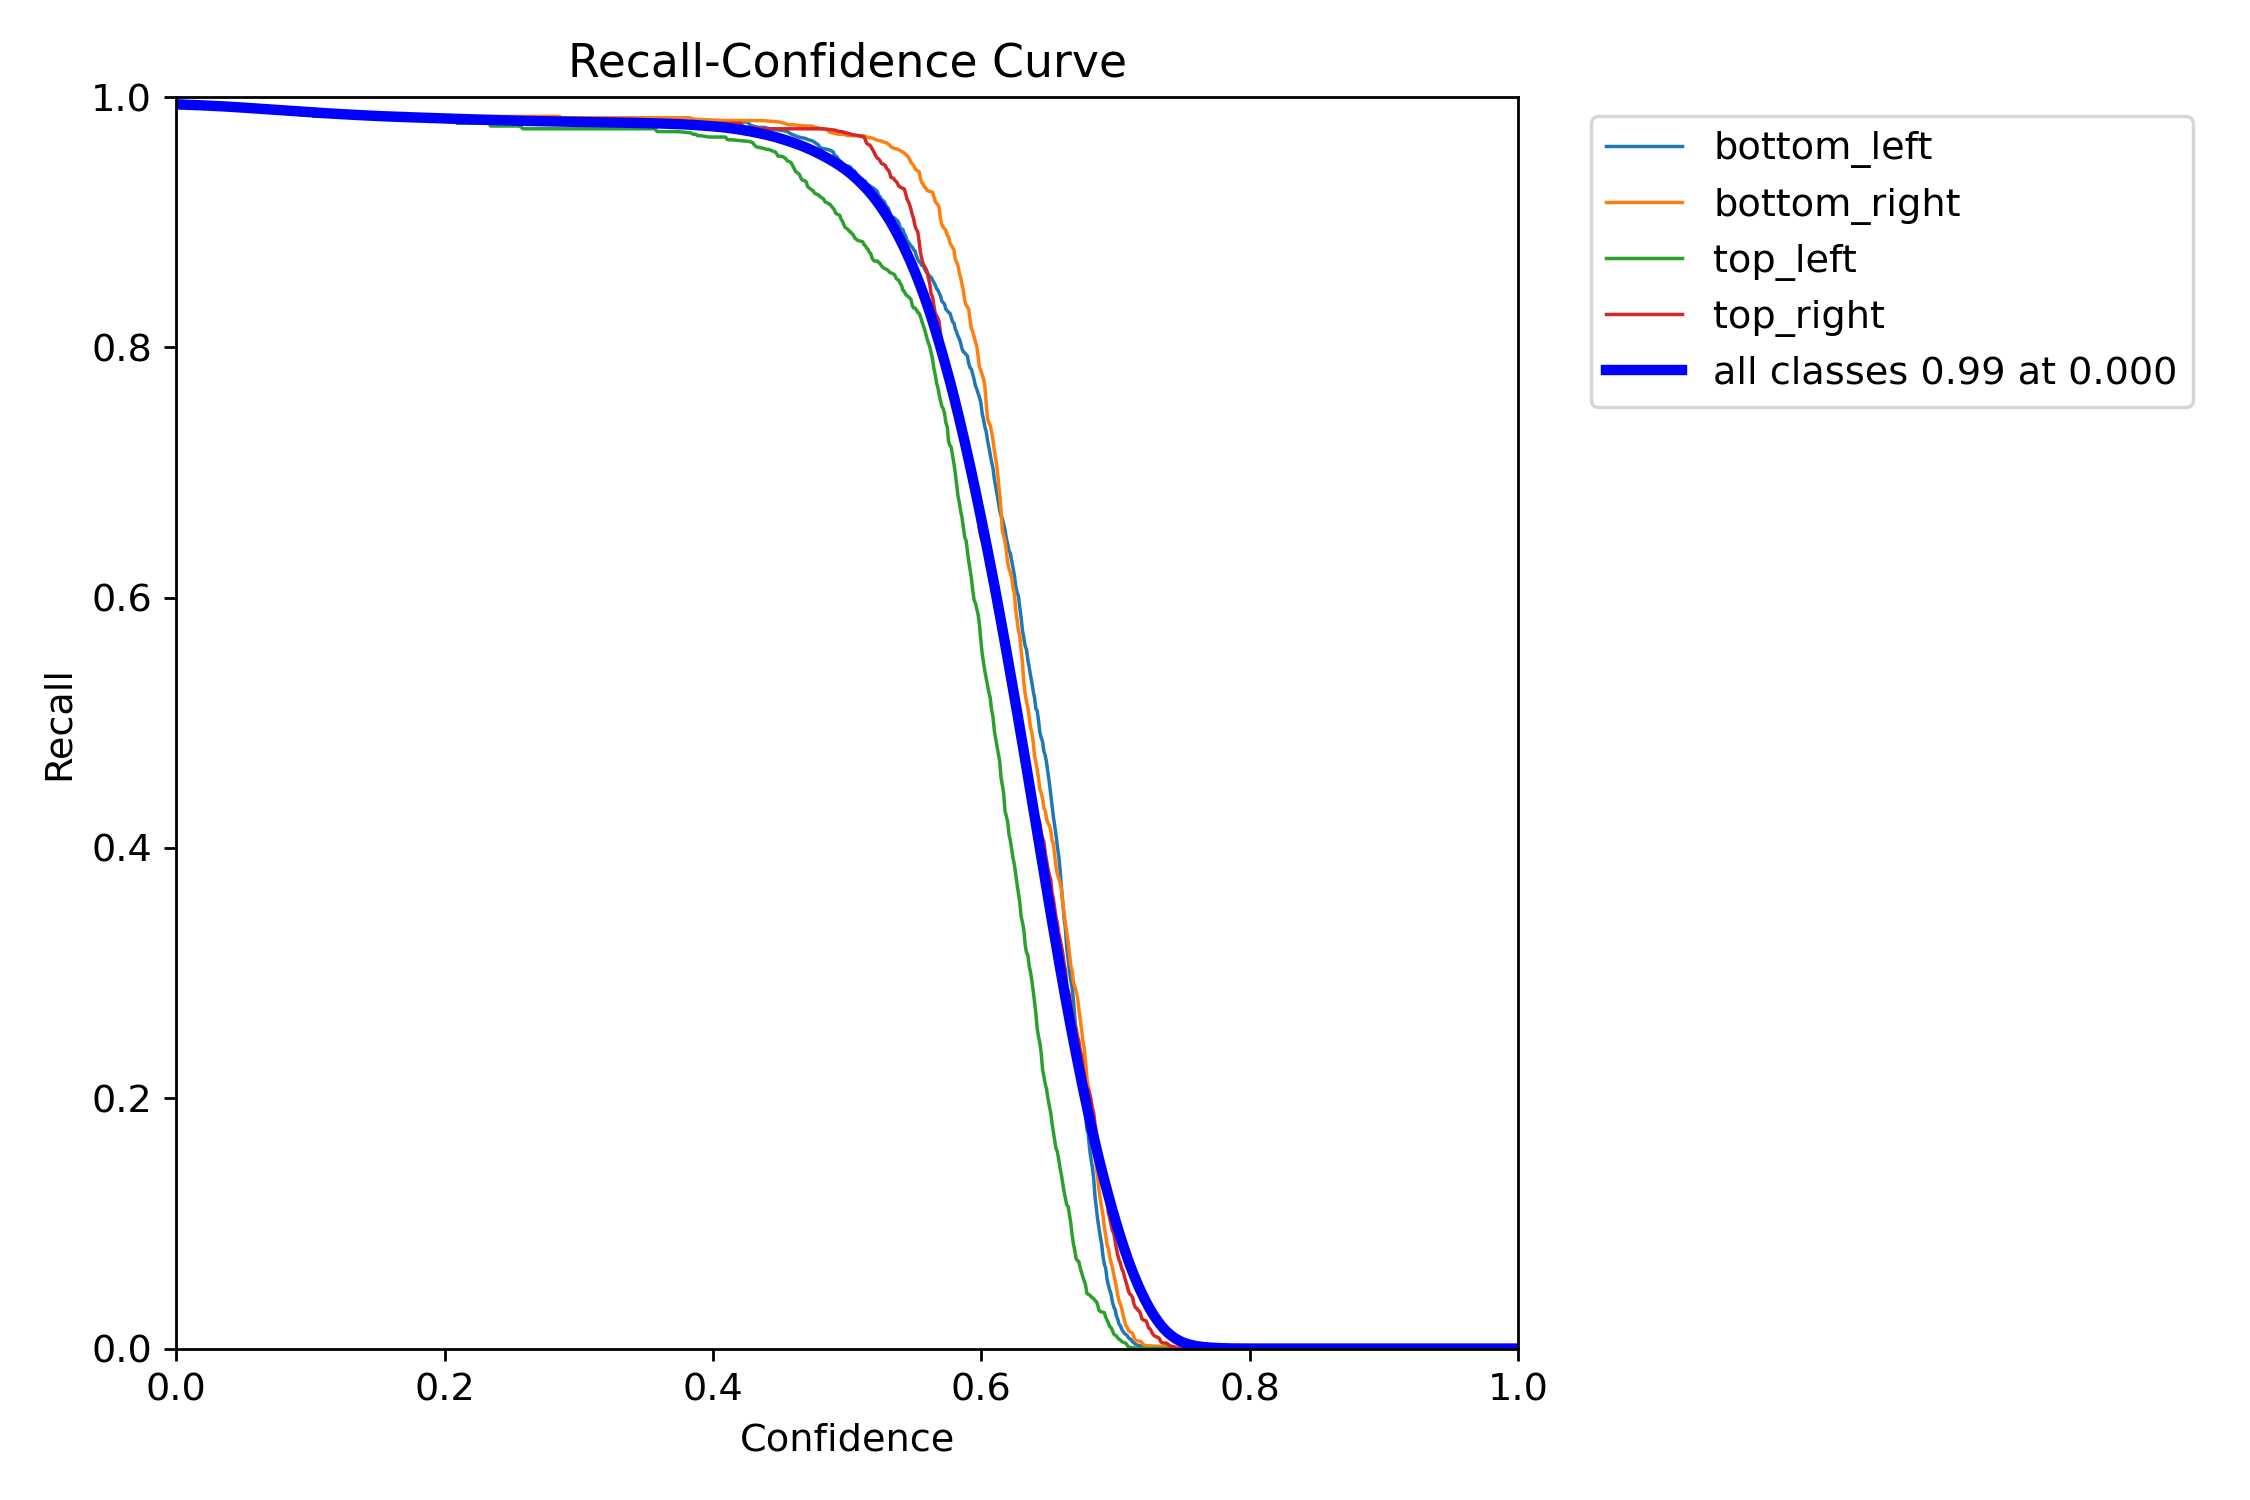 Recall-Confidence Curve
1.0
0.8
0.6
0.4
0.2
0.0
Recall
0.0 0.2 0.4 0.6 0.8 1.0
Confidence
bottom_left
bottom_right
top_left
top_right
all classes 0.99 at 0.000